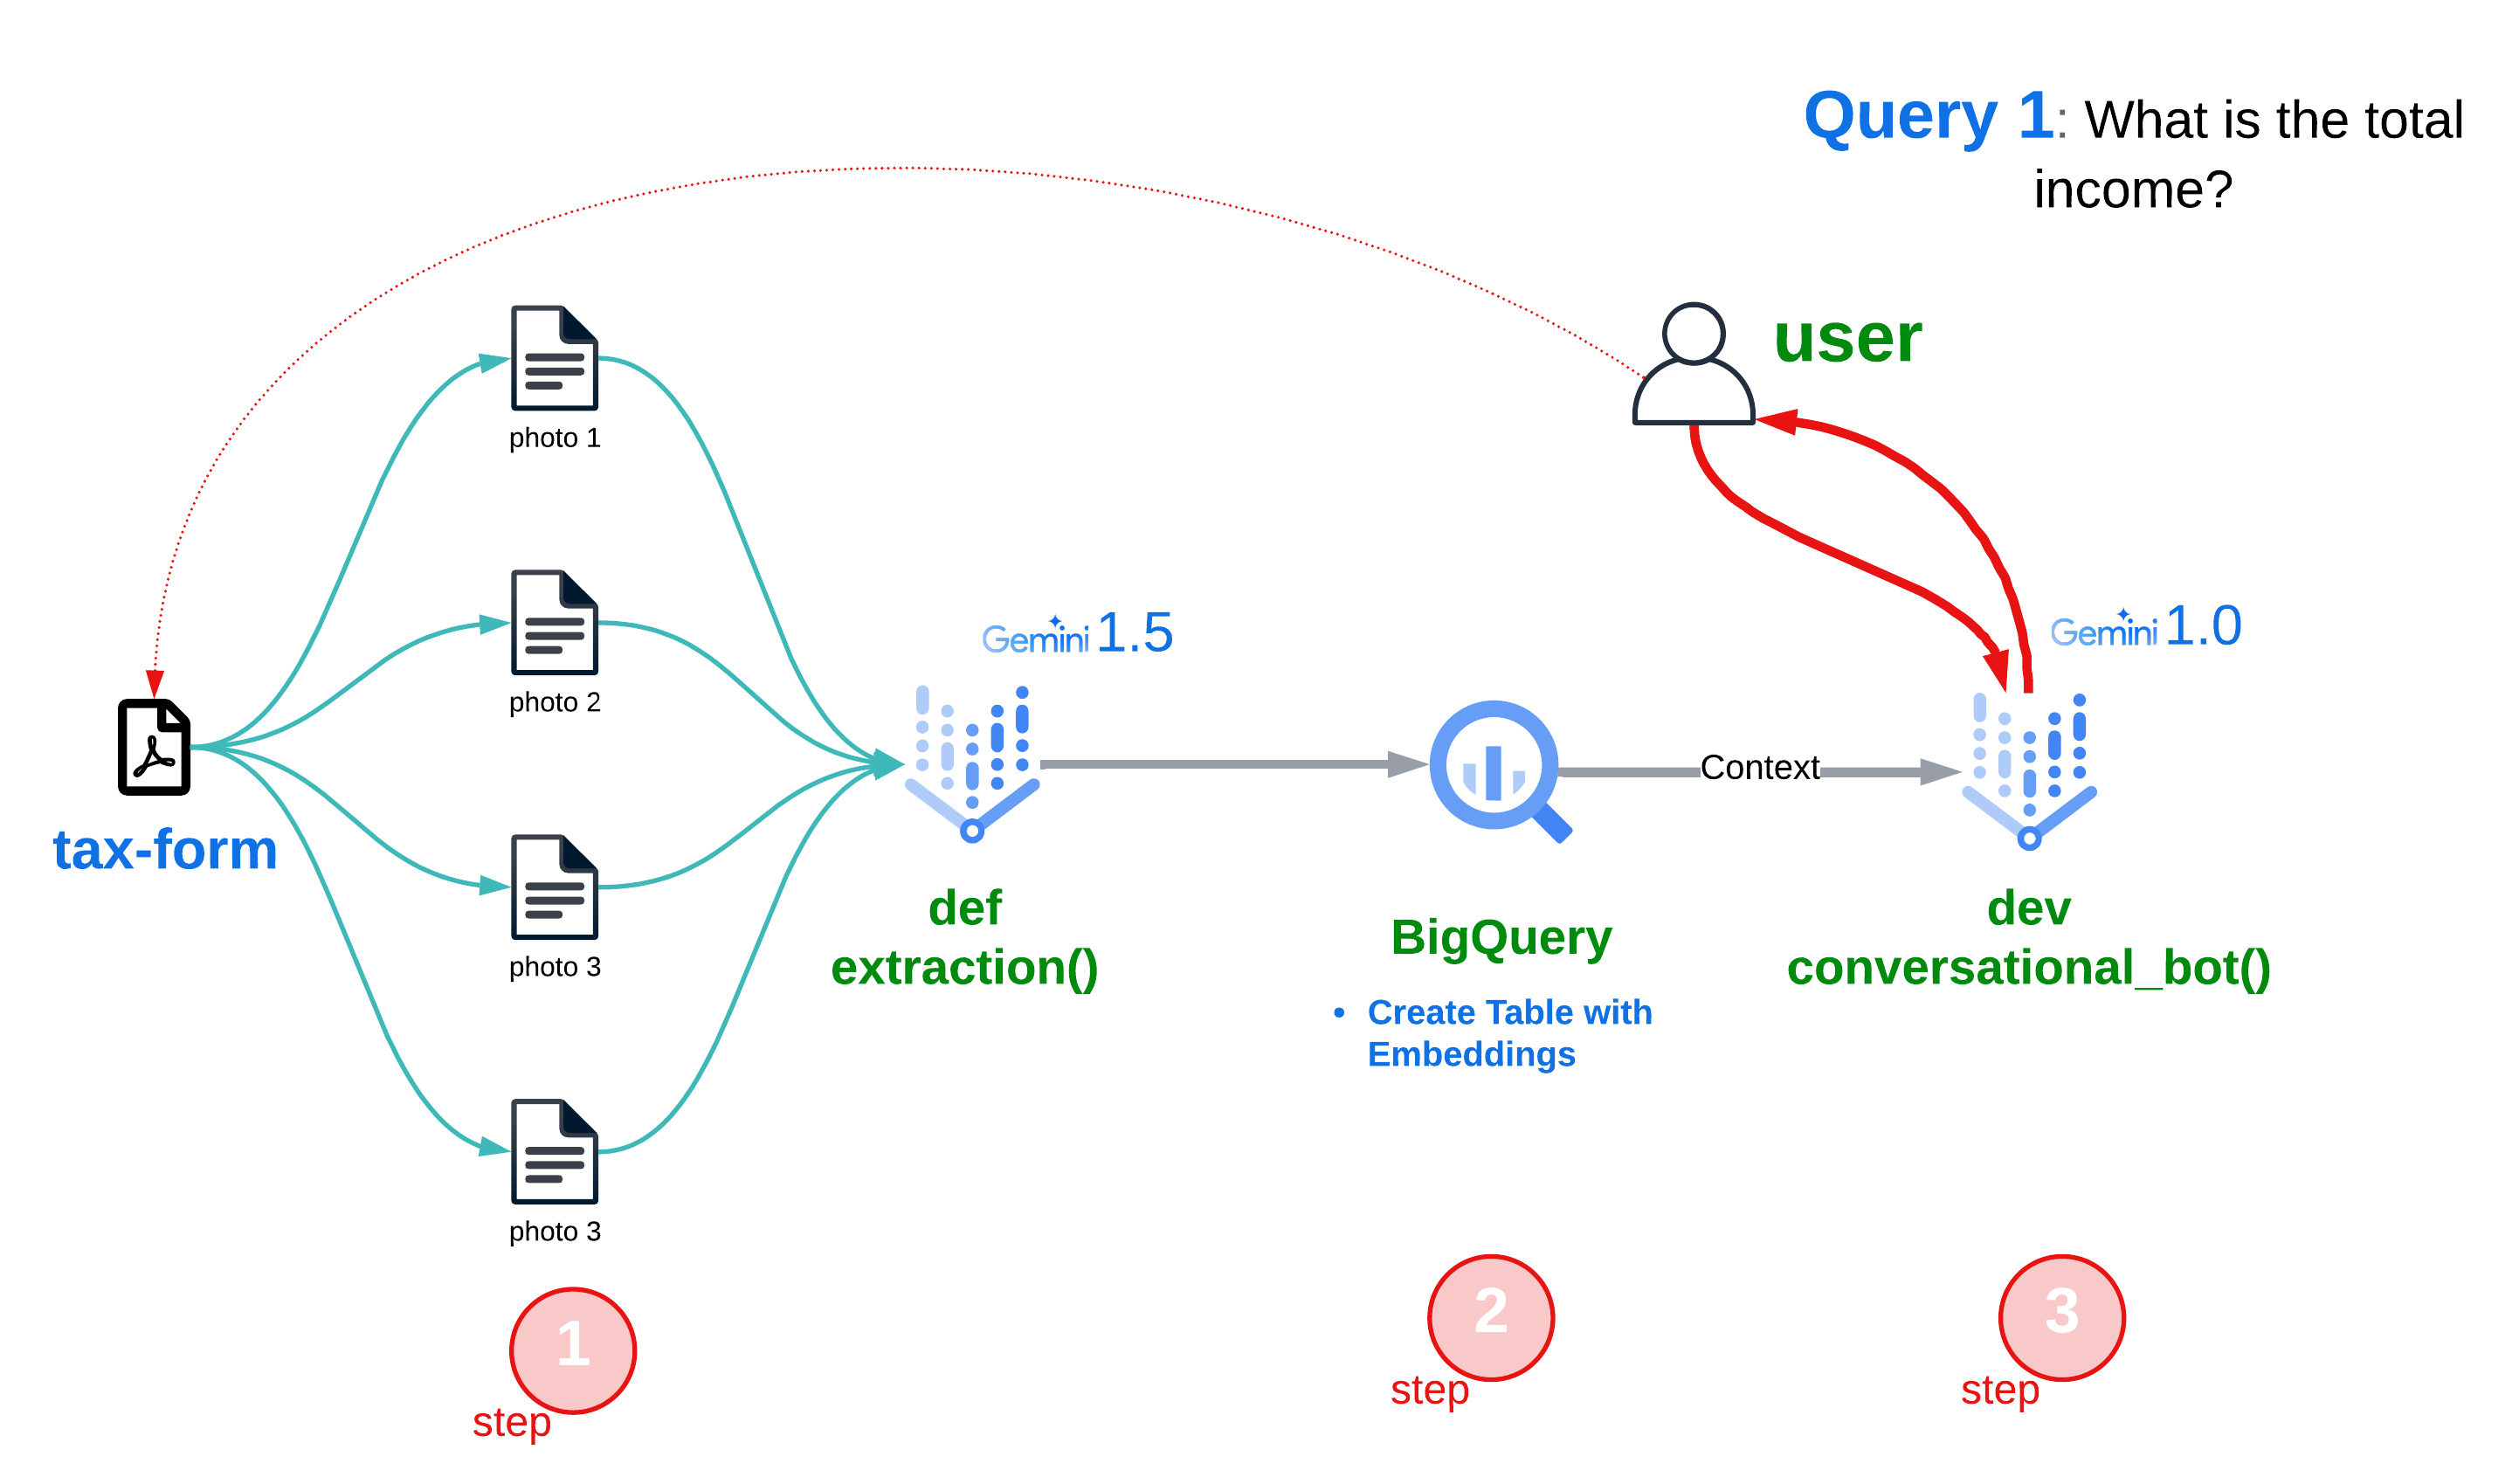 Query 1: What is the total
income?
user
photo 1
photo 2
photo 3
photo 3
tax-form
Gemini 1.5
def
extraction()
BigQuery
• Create Table with
Embeddings
Context
Gemini 1.0
dev
conversational_bot()
1
step
2
step
3
step